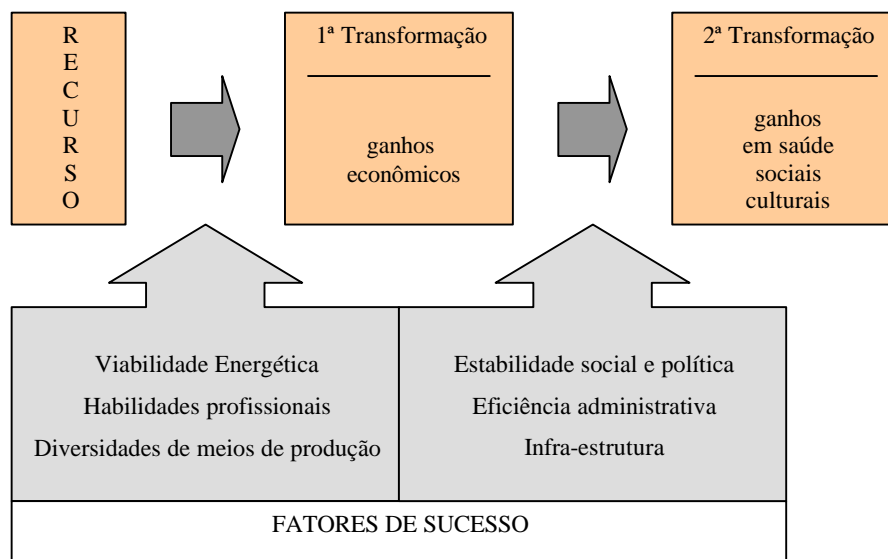 R
E
C
U
R
S
O
1ª Transformação
ganhos
econômicos
2ª Transformação
ganhos
em saúde
sociais
culturais
Viabilidade Energética
Habilidades profissionais
Diversidades de meios de produção
Estabilidade social e política
Eficiência administrativa
Infra-estrutura
FATORES DE SUCESSO